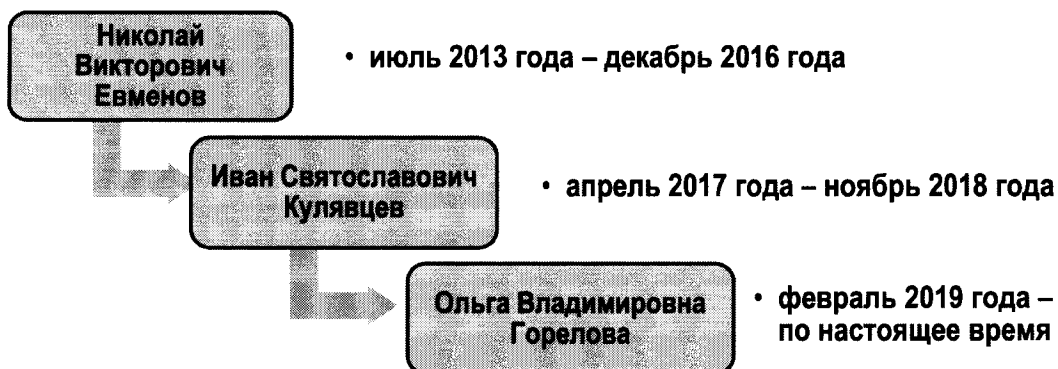 Николай
Викторович
Евменов
• июль 2013 года – декабрь 2016 года
Иван Святославович
Кулявцев
• апрель 2017 года – ноябрь 2018 года
Ольга Владимировна
Горелова
• февраль 2019 года –
по настоящее время